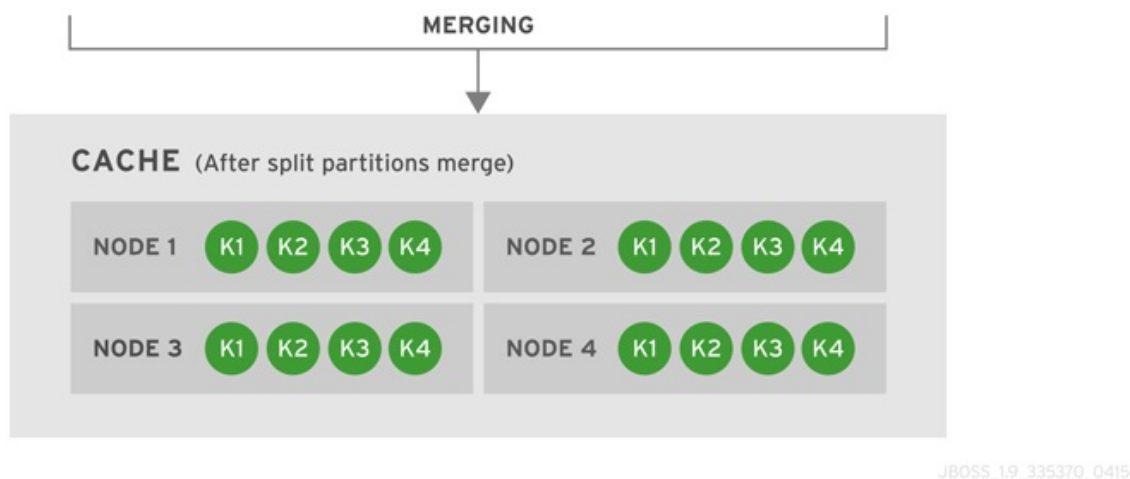 MERGING
CACHE (After split partitions merge)
NODE 1 K1 K2 K3 K4 NODE 2 K1 K2 K3 K4
NODE 3 K1 K2 K3 K4 NODE 4 K1 K2 K3 K4
JBOSS_1.9_335370_0415